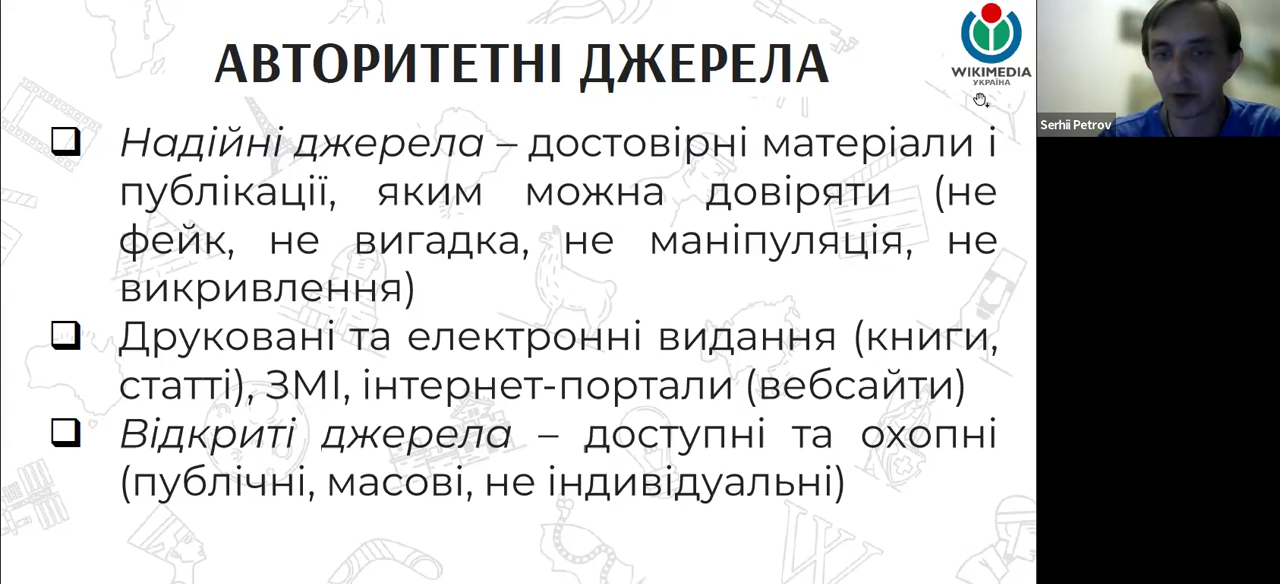 АВТОРИТЕТНІ ДЖЕРЕЛА
WIKIMEDIA
УКРАЇНА
Serhii Petrov
Надійні джерела – достовірні матеріали і
публікації, яким можна довіряти (не
фейк, не вигадка, не маніпуляція, не
викривлення)
Друковані та електронні видання (книги,
статті), ЗМІ, інтернет-портали (вебсайти)
Відкриті джерела – доступні та охопні
(публічні, масові, не індивідуальні)